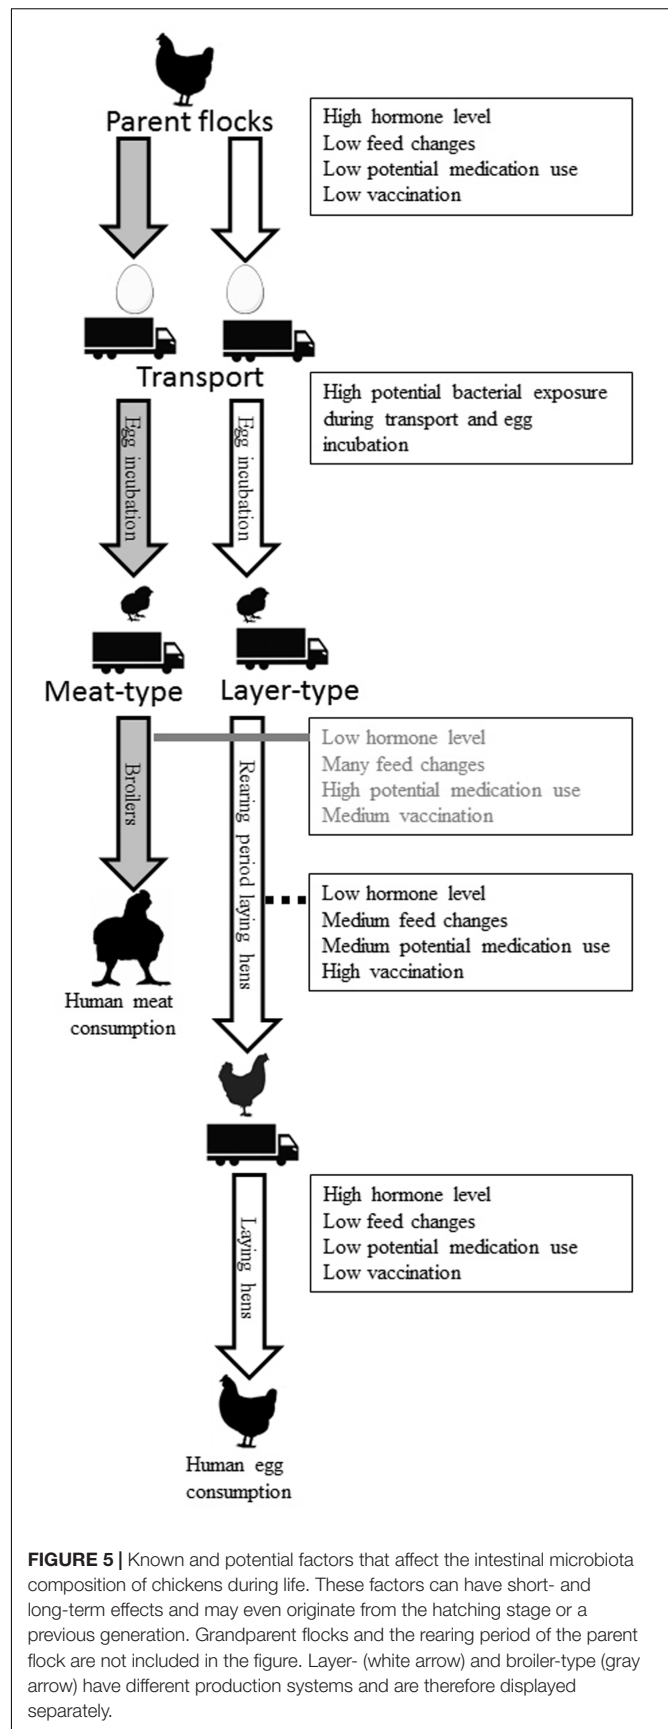 Parent flocks
High hormone level
Low feed changes
Low potential medication use
Low vaccination
Transport
High potential bacterial exposure
during transport and egg
incubation
Egg incubation
Egg incubation
Meat-type
Layer-type
Broilers
Rearing period laying hens
Low hormone level
Many feed changes
High potential medication use
Medium vaccination
Low hormone level
Medium feed changes
Medium potential medication use
High vaccination
Human meat
consumption
Laying hens
High hormone level
Low feed changes
Low potential medication use
Low vaccination
Human egg
consumption
FIGURE 5 | Known and potential factors that affect the intestinal microbiota
composition of chickens during life. These factors can have short- and
long-term effects and may even originate from the hatching stage or a
previous generation. Grandparent flocks and the rearing period of the parent
flock are not included in the figure. Layer- (white arrow) and broiler-type (gray
arrow) have different production systems and are therefore displayed
separately.